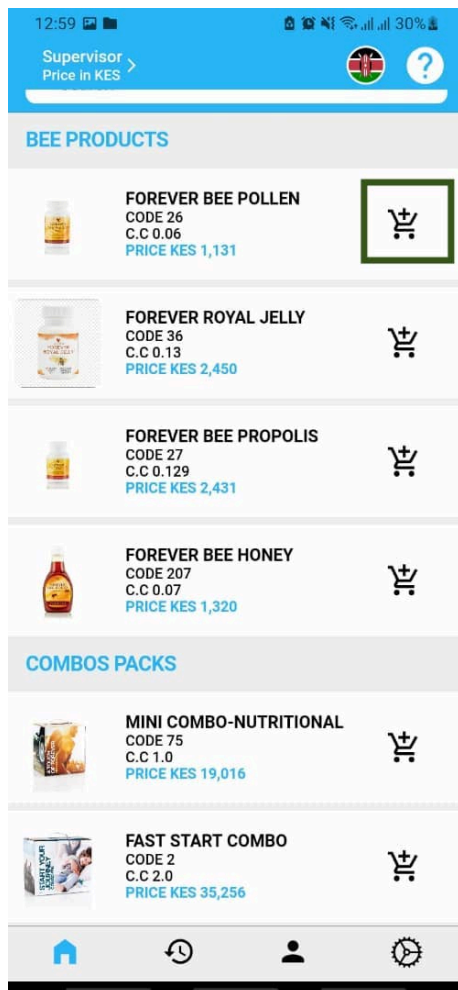 12:59
30%
Supervisor
Price in KES
BEE PRODUCTS
FOREVER BEE POLLEN
CODE 26
C.C 0.06
PRICE KES 1,131
FOREVER ROYAL JELLY
CODE 36
C.C 0.13
PRICE KES 2,450
FOREVER BEE PROPOLIS
CODE 27
C.C 0.129
PRICE KES 2,431
FOREVER BEE HONEY
CODE 207
C.C 0.07
PRICE KES 1,320
COMBOS PACKS
MINI COMBO-NUTRITIONAL
CODE 75
C.C 1.0
PRICE KES 19,016
FAST START COMBO
CODE 2
C.C 2.0
PRICE KES 35,256
START YOUR
JOURNEY